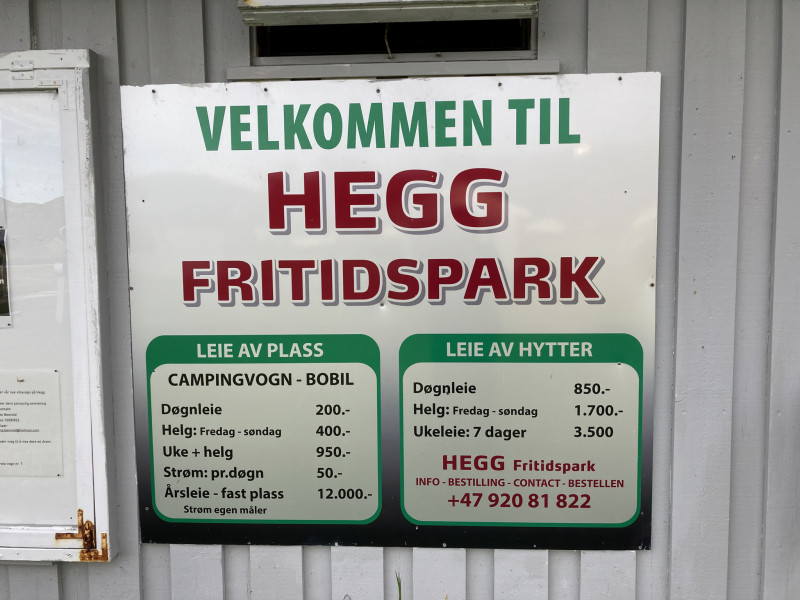 VELKOMMEN TIL
HEGG
FRITIDSPARK
LEIE AV PLASS
CAMPINGVOGN - BOBIL
Døgnleie 200.-
Helg: Fredag - søndag 400.-
Uke + helg 950.-
Strøm: pr.døgn 50.-
Årsleie - fast plass 12.000.-
Strøm egen måler
LEIE AV HYTTER
Døgnleie 850.-
Helg: Fredag - søndag 1.700.-
Ukeleie: 7 dager 3.500
HEGG Fritidspark
INFO - BESTILLING - CONTACT - BESTELLEN
+47 920 81 822